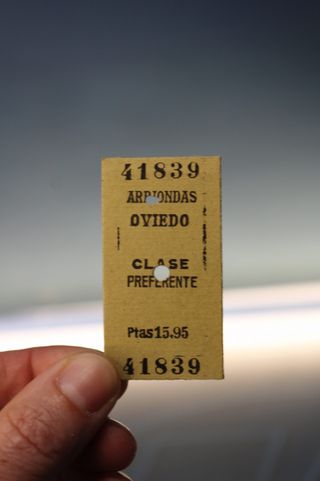 41839
ARRIONDAS
OVIEDO
CLASE
PREFERENTE
Ptas 15.95
41839